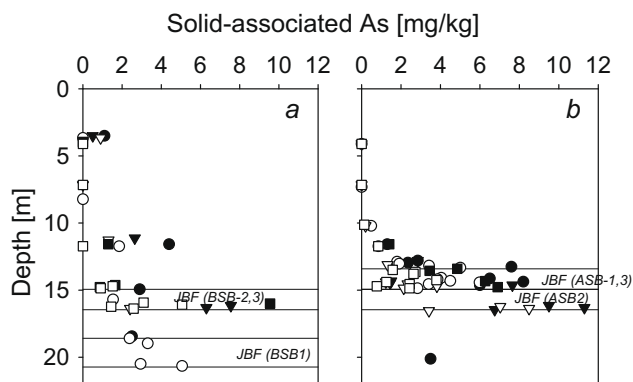 Solid-associated As [mg/kg]
0 2 4 6 8 10 12 0 2 4 6 8 10 12
0
a b
5
Depth [m]
10
JBF (ASB-1,3)
15
JBF (BSB-2,3) JBF (ASB2)
JBF (BSB1)
20